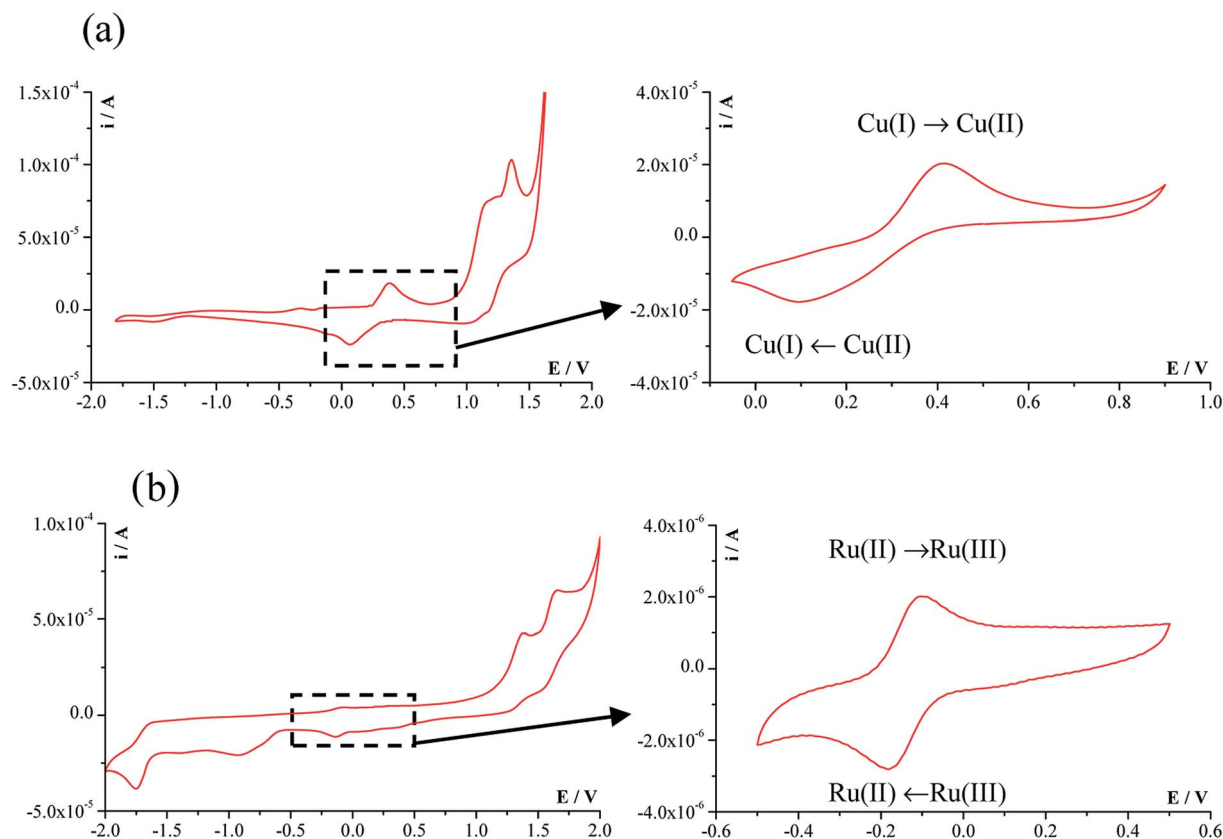 (a)
1.5x10-4
1.0x10-4
5.0x10-5
0.0
-5.0x10-5
i / A
E / V
-2.0 -1.5 -1.0 -0.5 0.0 0.5 1.0 1.5 2.0
4.0x10-5
2.0x10-5
0.0
-2.0x10-5
-4.0x10-5
i / A
Cu(I) → Cu(II)
Cu(I) ← Cu(II)
E / V
0.0 0.2 0.4 0.6 0.8 1.0
(b)
1.0x10-4
5.0x10-5
0.0
-5.0x10-5
i / A
E / V
-2.0 -1.5 -1.0 -0.5 0.0 0.5 1.0 1.5 2.0
4.0x10-6
2.0x10-6
0.0
-2.0x10-6
-4.0x10-6
i / A
Ru(II) →Ru(III)
Ru(II) ←Ru(III)
E / V
-0.6 -0.4 -0.2 0.0 0.2 0.4 0.6